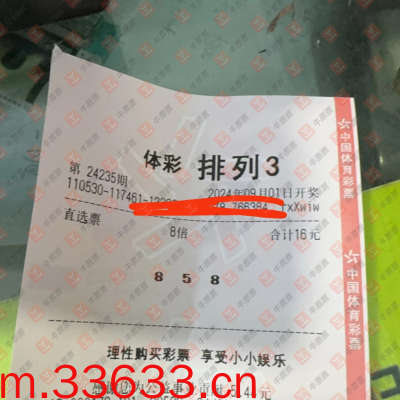 体彩 排列3
第 24235期 2024年09月01日开奖
110530-117461- 766384 rxXwiw
直选票 8倍 合计16元
8 5 8
理性购买彩票 享受小小娱乐
m.33633.cn
中国体育彩票
中国体育彩票